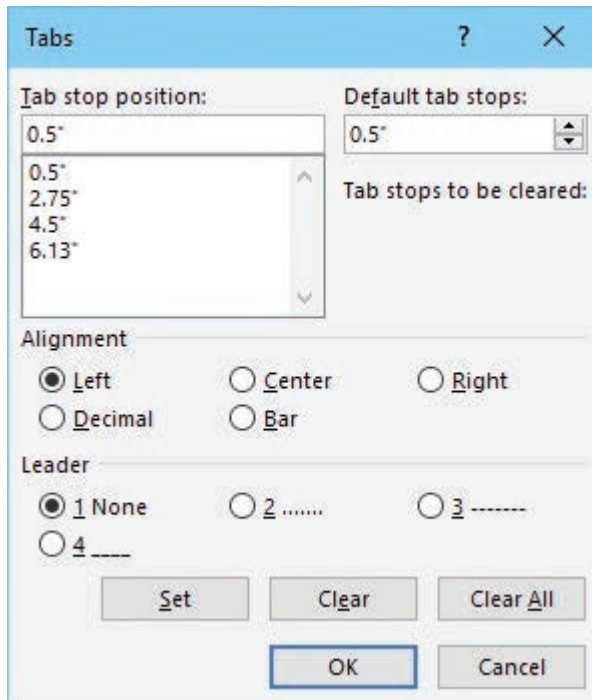 Tabs ?
Tab stop position: Default tab stops:
0.5" 0.5"
0.5"
2.75"
4.5"
6.13"
Tab stops to be cleared:
Alignment
Left Center Right
Decimal Bar
Leader
1 None 2 ....... 3 -------
4 ____
Set Clear Clear All
OK Cancel